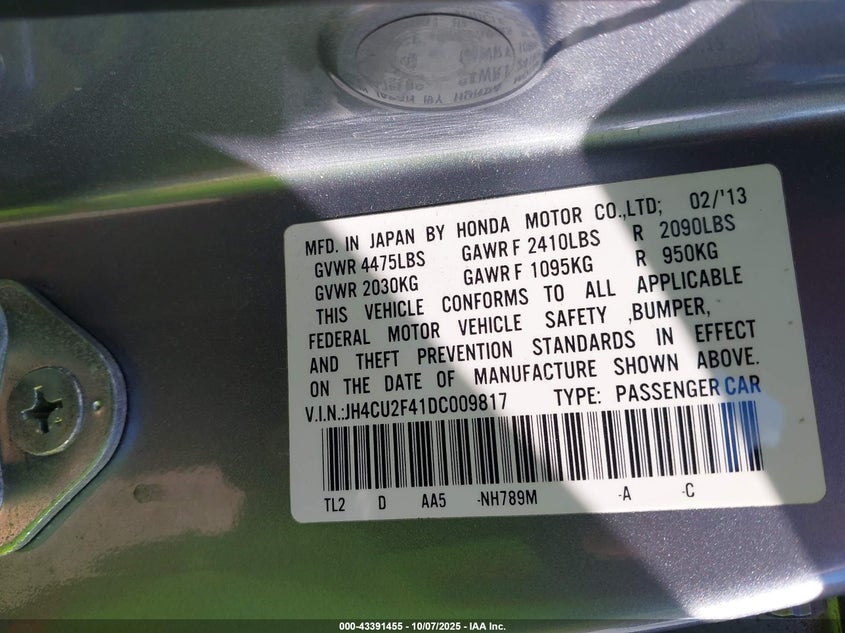 MFD. IN JAPAN BY HONDA MOTOR CO.,LTD; 02/'13
GVWR 4475LBS GAWR F 2410LBS R 2090LBS
GVWR 2030KG GAWR F 1095KG R 950KG
THIS VEHICLE CONFORMS TO ALL APPLICABLE
FEDERAL MOTOR VEHICLE SAFETY ,BUMPER,
AND THEFT PREVENTION STANDARDS IN EFFECT
ON THE DATE OF MANUFACTURE SHOWN ABOVE.
V.I.N.:JH4CU2F41DC009817 TYPE: PASSENGER CAR
TL2 D AA5 -NH789M -A -C
000-43391455 - 10/07/2025 - IAA Inc.